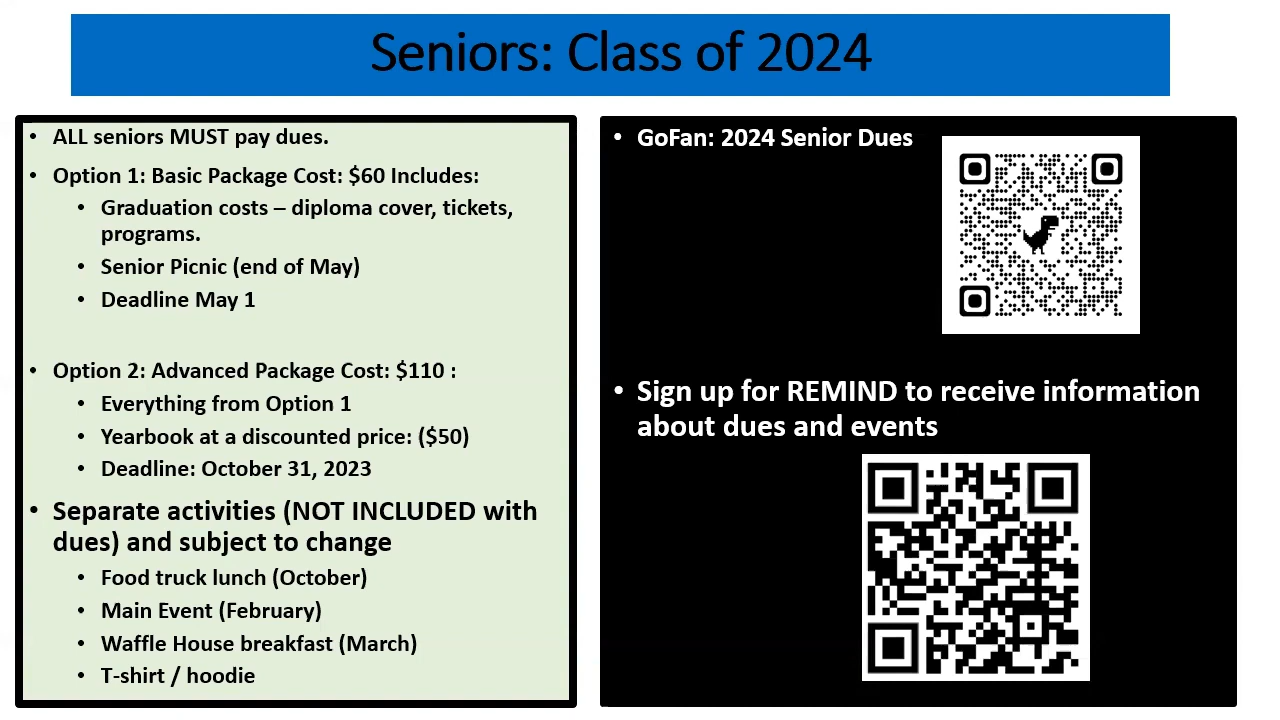 Seniors: Class of 2024
• ALL seniors MUST pay dues.
• Option 1: Basic Package Cost: $60 Includes:
• Graduation costs – diploma cover, tickets,
programs.
• Senior Picnic (end of May)
• Deadline May 1
• Option 2: Advanced Package Cost: $110 :
• Everything from Option 1
• Yearbook at a discounted price: ($50)
• Deadline: October 31, 2023
• Separate activities (NOT INCLUDED with
dues) and subject to change
• Food truck lunch (October)
• Main Event (February)
• Waffle House breakfast (March)
• T-shirt / hoodie
• GoFan: 2024 Senior Dues
• Sign up for REMIND to receive information
about dues and events